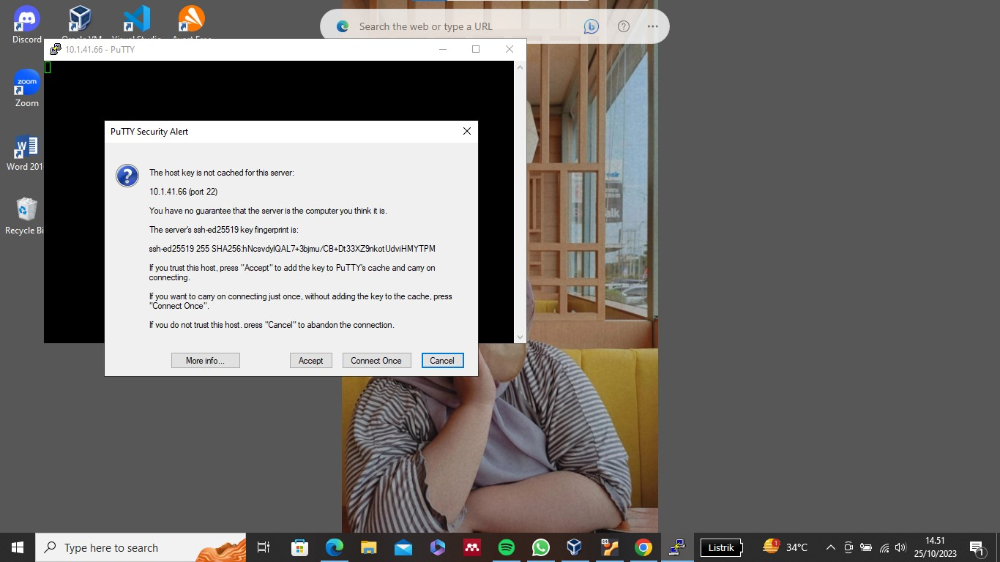 Discord
Oracle VM
Visual Studio
Avast Free
Search the web or type a URL
10.1.41.66 - PuTTY
zoom
Zoom
Word 201
Recycle Bi
PuTTY Security Alert
The host key is not cached for this server:
10.1.41.66 (port 22)
You have no guarantee that the server is the computer you think it is.
The server's ssh-ed25519 key fingerprint is:
ssh-ed25519 255 SHA256:hNcsvdylQAL7+3bjmu/CB+Dt33XZ9nkotUdviHMYTPM
If you trust this host, press "Accept" to add the key to PuTTY's cache and carry on
connecting.
If you want to carry on connecting just once, without adding the key to the cache, press
"Connect Once".
If you do not trust this host, press "Cancel" to abandon the connection.
More info...
Accept
Connect Once
Cancel
Type here to search
Listrik
1
34°C
14.51
25/10/2023
1